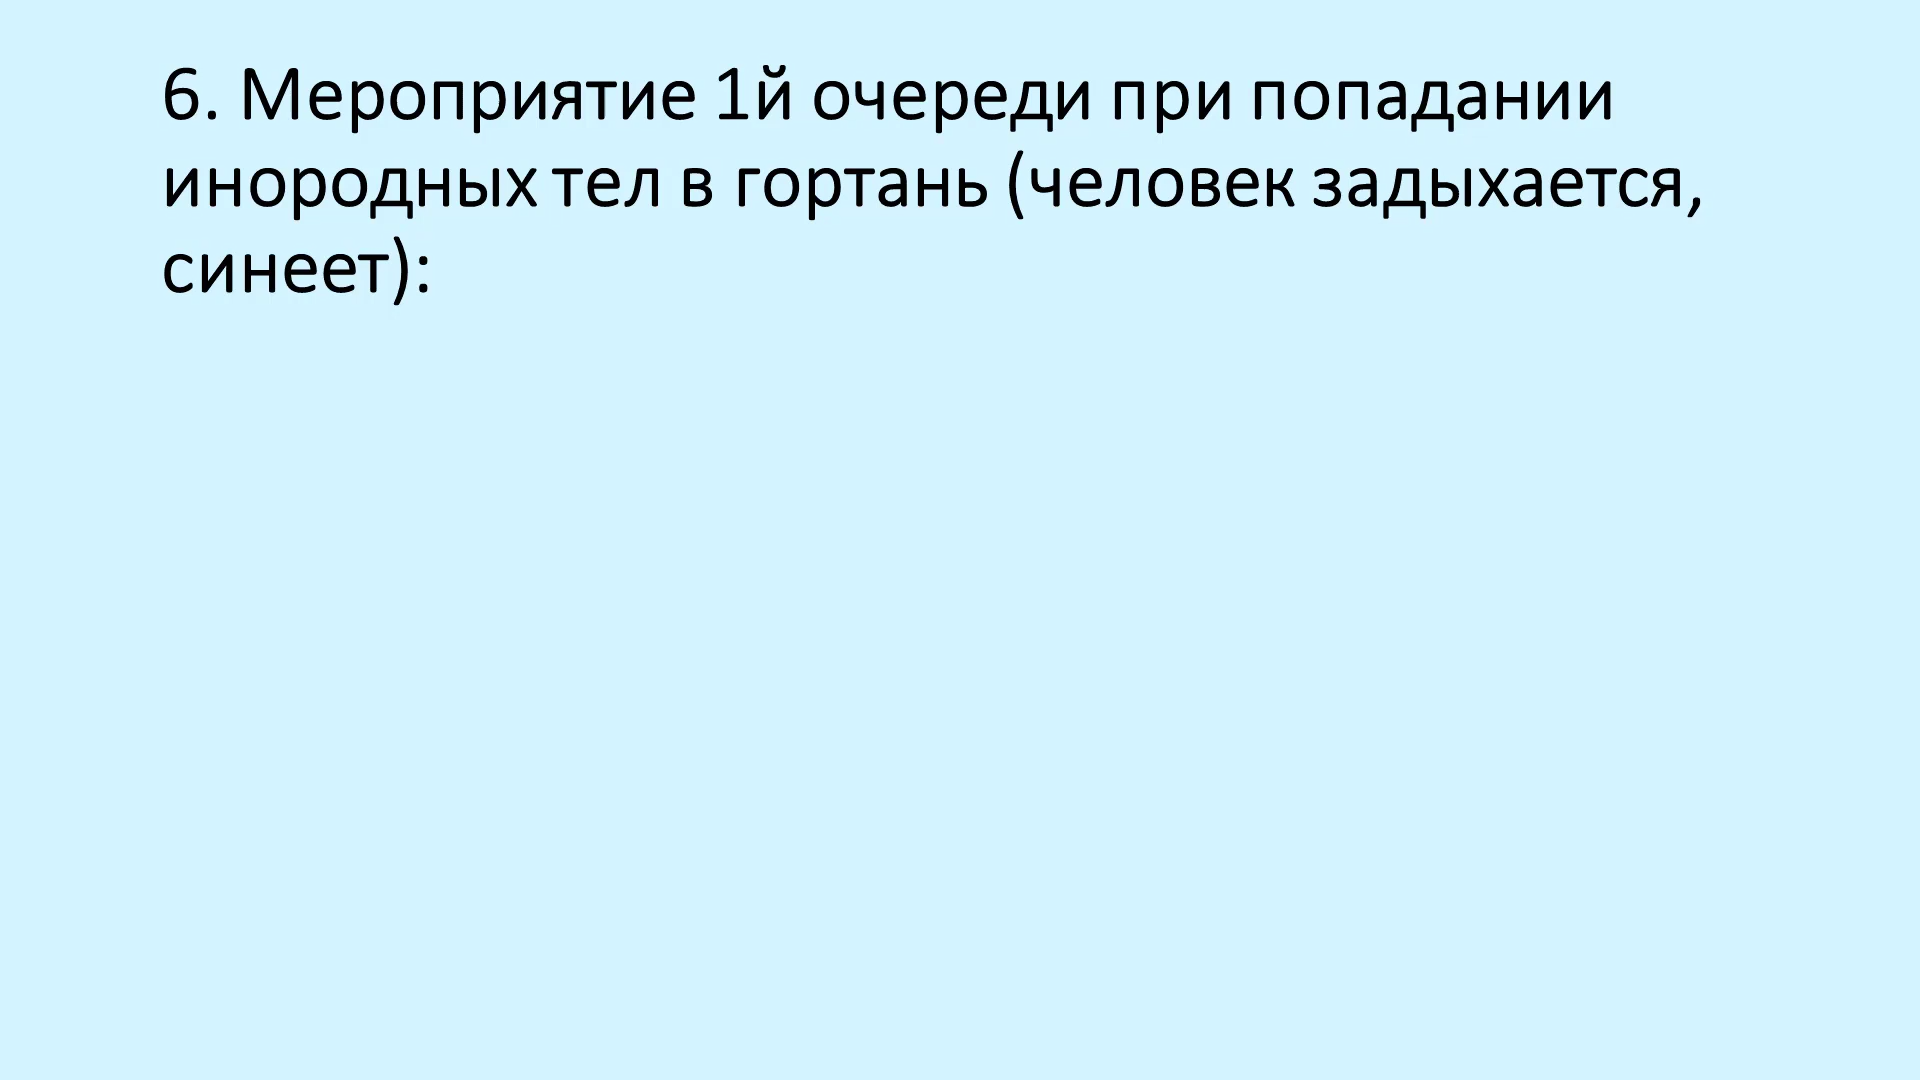 6. Мероприятие 1й очереди при попадании
инородных тел в гортань (человек задыхается,
синеет):